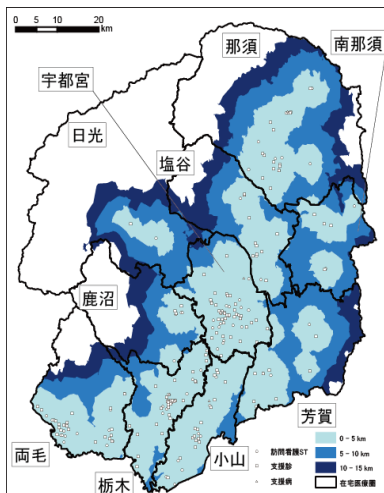 0 5 10 20
km
那須
南那須
宇都宮
日光
塩谷
鹿沼
芳賀
小山
両毛
栃木
訪問看護ST
支援診
支援病
0 - 5 km
5 - 10 km
10 - 15 km
在宅医療圏